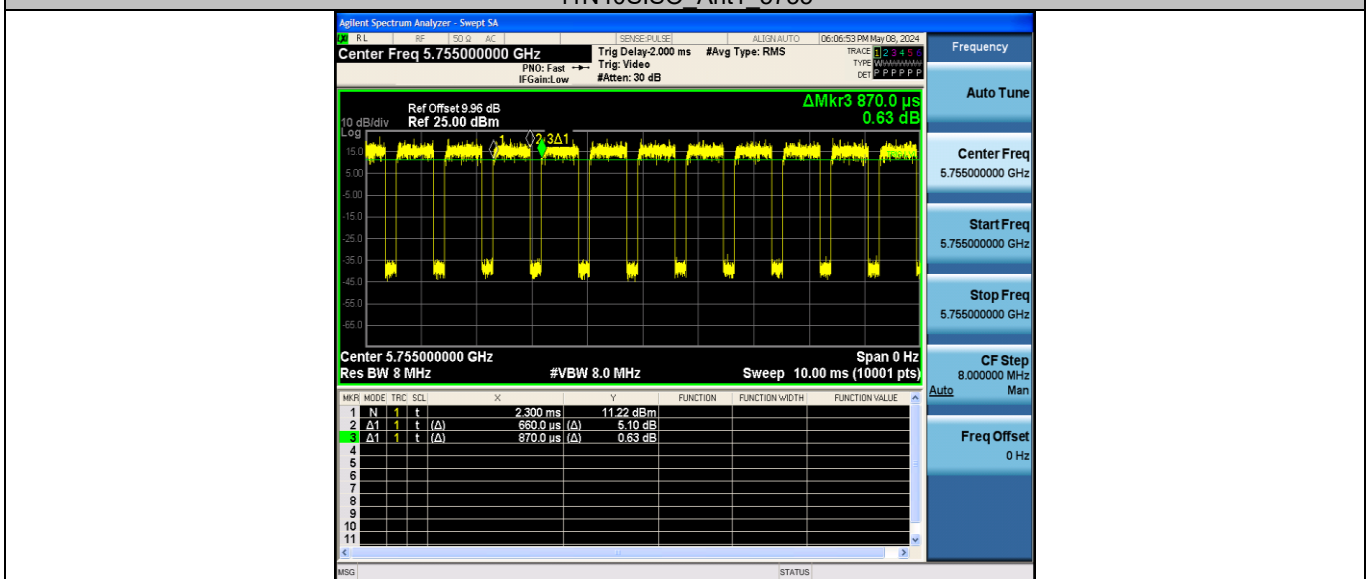 Agilent Spectrum Analyzer - Swept SA
RL RF 50 Ω AC SENSE:PULSE ALIGNAUTO 06:06:53 PM May 08, 2024
Center Freq 5.755000000 GHz
PNO: Fast
IFGain:Low
Trig Delay-2.000 ms
Trig: Video
#Atten: 30 dB
#Avg Type: RMS
TRACE 1 2 3 4 5 6
TYPE
DET P P P P P P
Frequency
Auto Tune
Center Freq
5.755000000 GHz
Start Freq
5.755000000 GHz
Stop Freq
5.755000000 GHz
CF Step
8.000000 MHz
Auto Man
Freq Offset
0 Hz
ΔMkr3 870.0 µs
0.63 dB
Ref Offset 9.96 dB
10 dB/div Ref 25.00 dBm
Log
1 2 3Δ1
15.0
5.00
-5.00
-15.0
-25.0
-35.0
-45.0
-55.0
-65.0
Center 5.755000000 GHz Span 0 Hz
Res BW 8 MHz #VBW 8.0 MHz Sweep 10.00 ms (10001 pts)
MKR MODE TRC SCL X Y FUNCTION FUNCTION WIDTH FUNCTION VALUE
1 N 1 t 2.300 ms 11.22 dBm
2 Δ1 1 t (Δ) 660.0 µs (Δ) 5.10 dB
3 Δ1 1 t (Δ) 870.0 µs (Δ) 0.63 dB
4
5
6
7
8
9
10
11
MSG STATUS